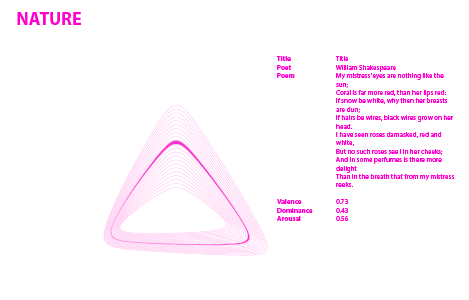 NATURE
Title Title
Poet William Shakespeare
Poem My mistress' eyes are nothing like the
sun;
Coral is far more red, than her lips red:
If snow be white, why then her breasts
are dun;
If hairs be wires, black wires grow on her
head.
I have seen roses damasked, red and
white,
But no such roses see I in her cheeks;
And in some perfumes is there more
delight
Than in the breath that from my mistress
reeks.
Valence 0.73
Dominance 0.43
Arousal 0.56